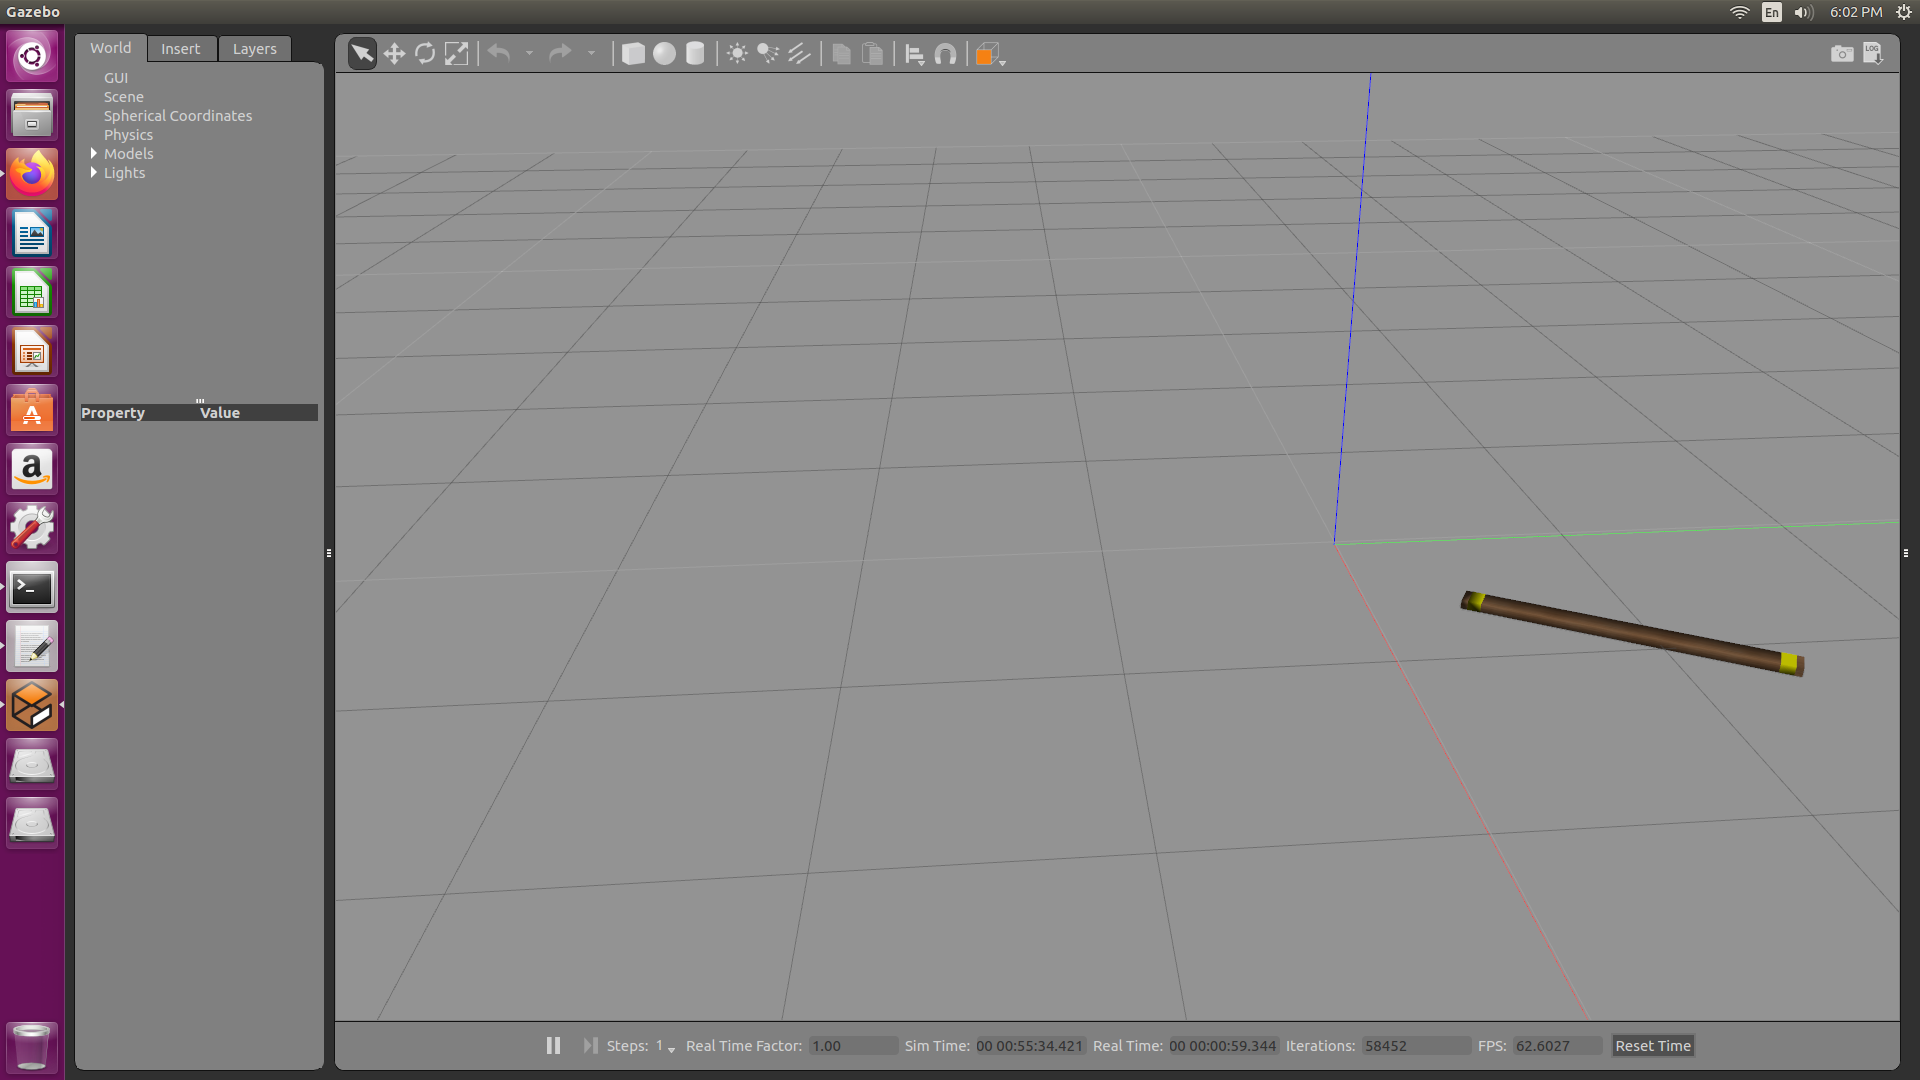 Gazebo
En
6:02 PM
World Insert Layers
GUI
Scene
Spherical Coordinates
Physics
Models
Lights
LOG
Property Value
Steps: 1 Real Time Factor: 1.00 Sim Time: 00 00:55:34.421 Real Time: 00 00:00:59.344 Iterations: 58452 FPS: 62.6027 Reset Time